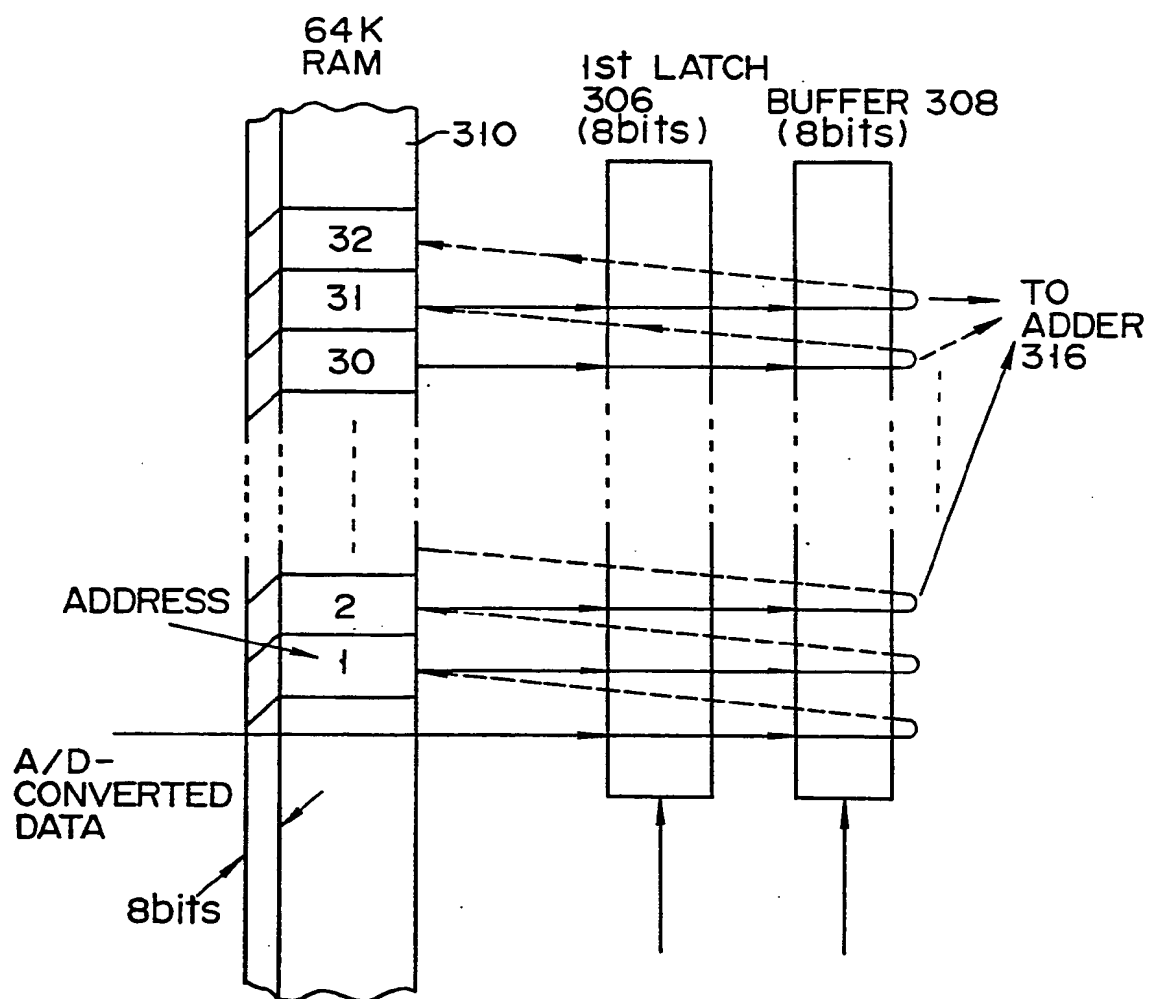 64K
RAM
1st LATCH
306
(8bits)
BUFFER 308
(8bits)
310
32
31
30
TO
ADDER
316
ADDRESS
2
1
A/D-
CONVERTED
DATA
8bits